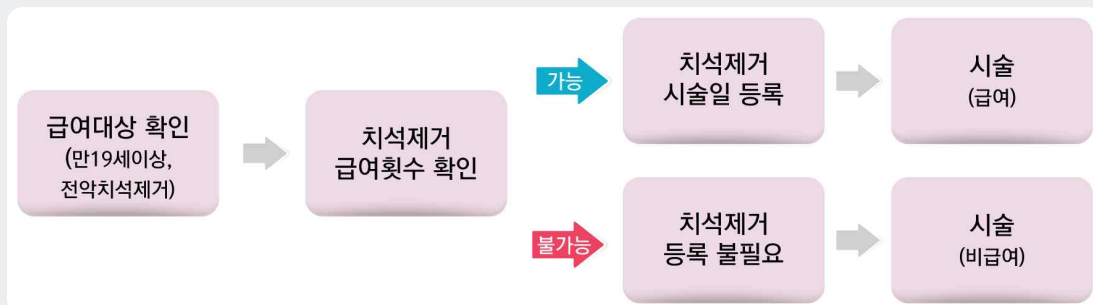 급여대상 확인
(만19세이상,
전악치석제거)
치석제거
급여횟수 확인
가능
치석제거
시술일 등록
시술
(급여)
불가능
치석제거
등록 불필요
시술
(비급여)